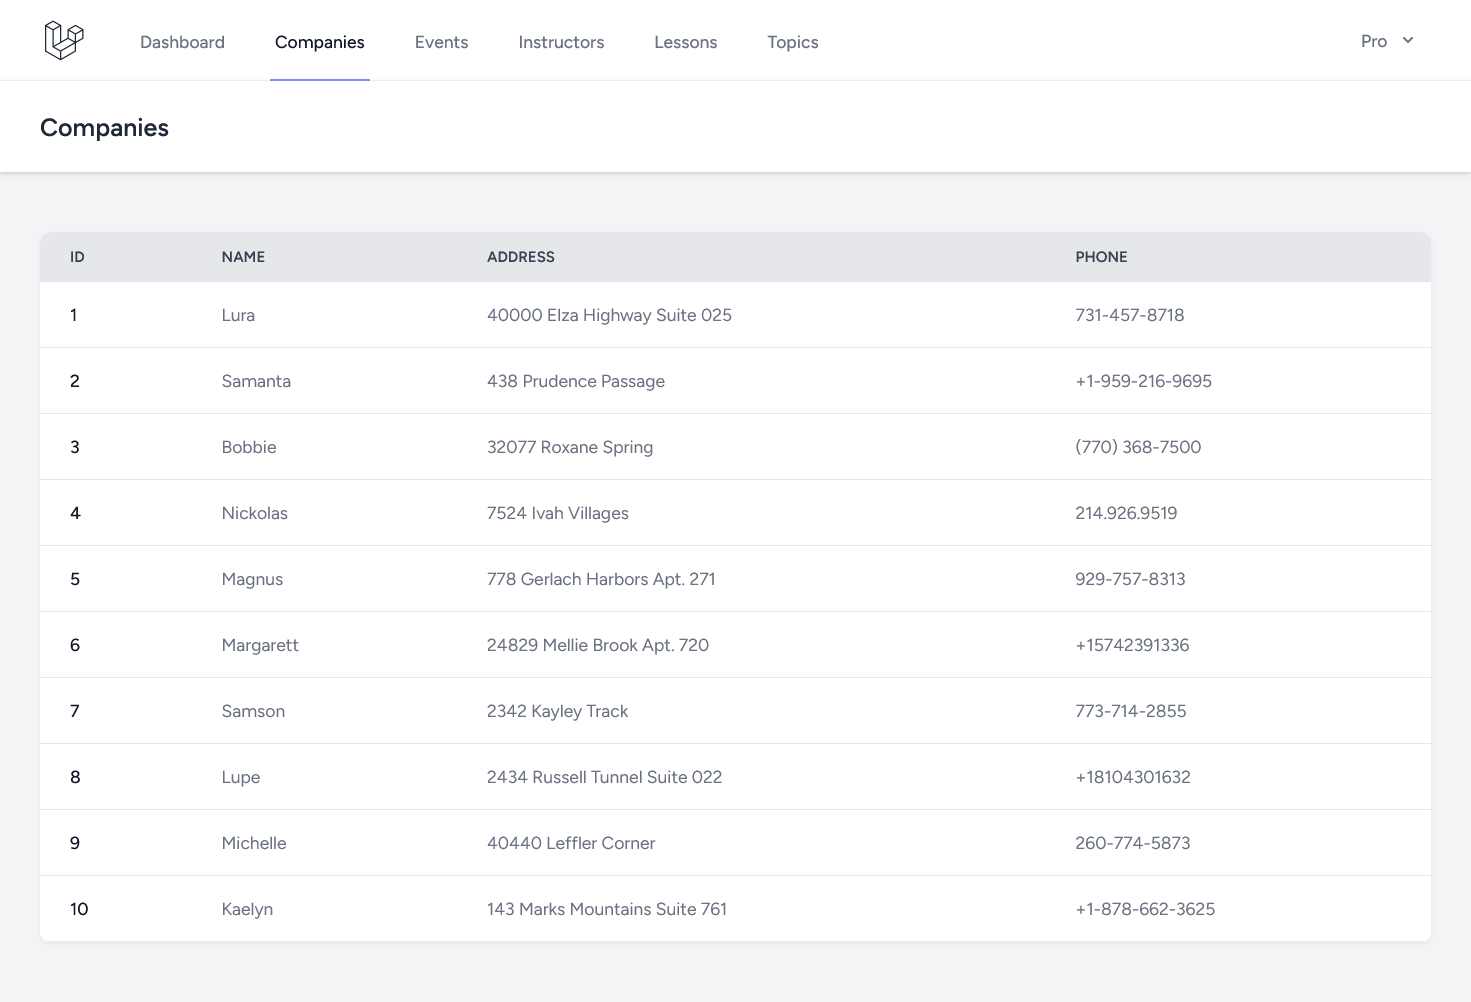 Dashboard Companies Events Instructors Lessons Topics Pro
Companies
ID NAME ADDRESS PHONE
1 Lura 40000 Elza Highway Suite 025 731-457-8718
2 Samanta 438 Prudence Passage +1-959-216-9695
3 Bobbie 32077 Roxane Spring (770) 368-7500
4 Nickolas 7524 Ivah Villages 214.926.9519
5 Magnus 778 Gerlach Harbors Apt. 271 929-757-8313
6 Margarett 24829 Mellie Brook Apt. 720 +15742391336
7 Samson 2342 Kayley Track 773-714-2855
8 Lupe 2434 Russell Tunnel Suite 022 +18104301632
9 Michelle 40440 Leffler Corner 260-774-5873
10 Kaelyn 143 Marks Mountains Suite 761 +1-878-662-3625